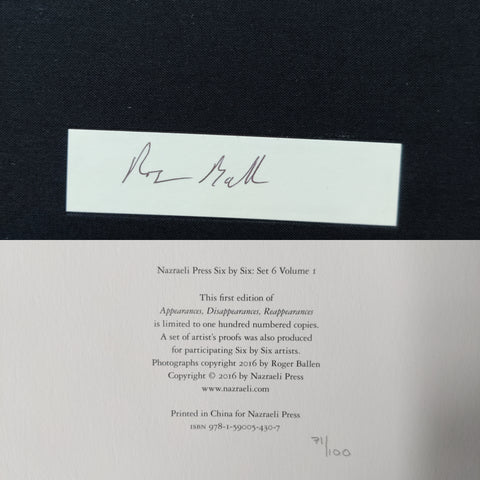 Roger Ballen
Nazraeli Press Six by Six: Set 6 Volume 1
This first edition of
Appearances, Disappearances, Reappearances
is limited to one hundred numbered copies.
A set of artist's proofs was also produced
for participating Six by Six artists.
Photographs copyright 2016 by Roger Ballen
Copyright © 2016 by Nazraeli Press
www.nazraeli.com
Printed in China for Nazraeli Press
ISBN 978-1-59005-430-7
71/100